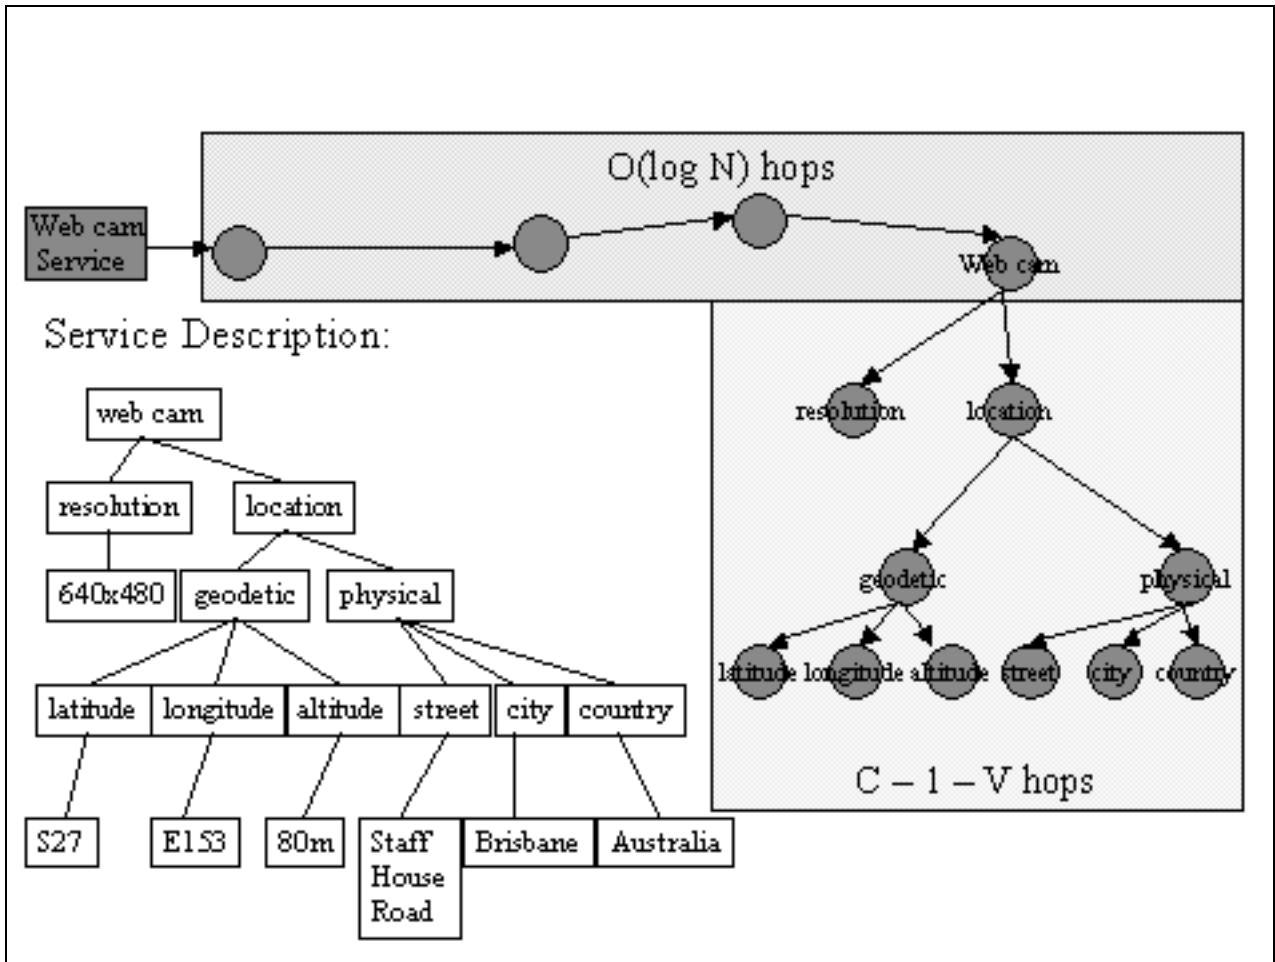 O(log N) hops
Web cam
Service
Web cam
Service Description:
web cam
resolution
location
640x480
geodetic
physical
latitude
longitude
altitude
street
city
country
S27
E153
80m
Staff
House
Road
Brisbane
Australia
resolution
location
geodetic
physical
latitude
longitude
altitude
street
city
country
C – 1 – V hops